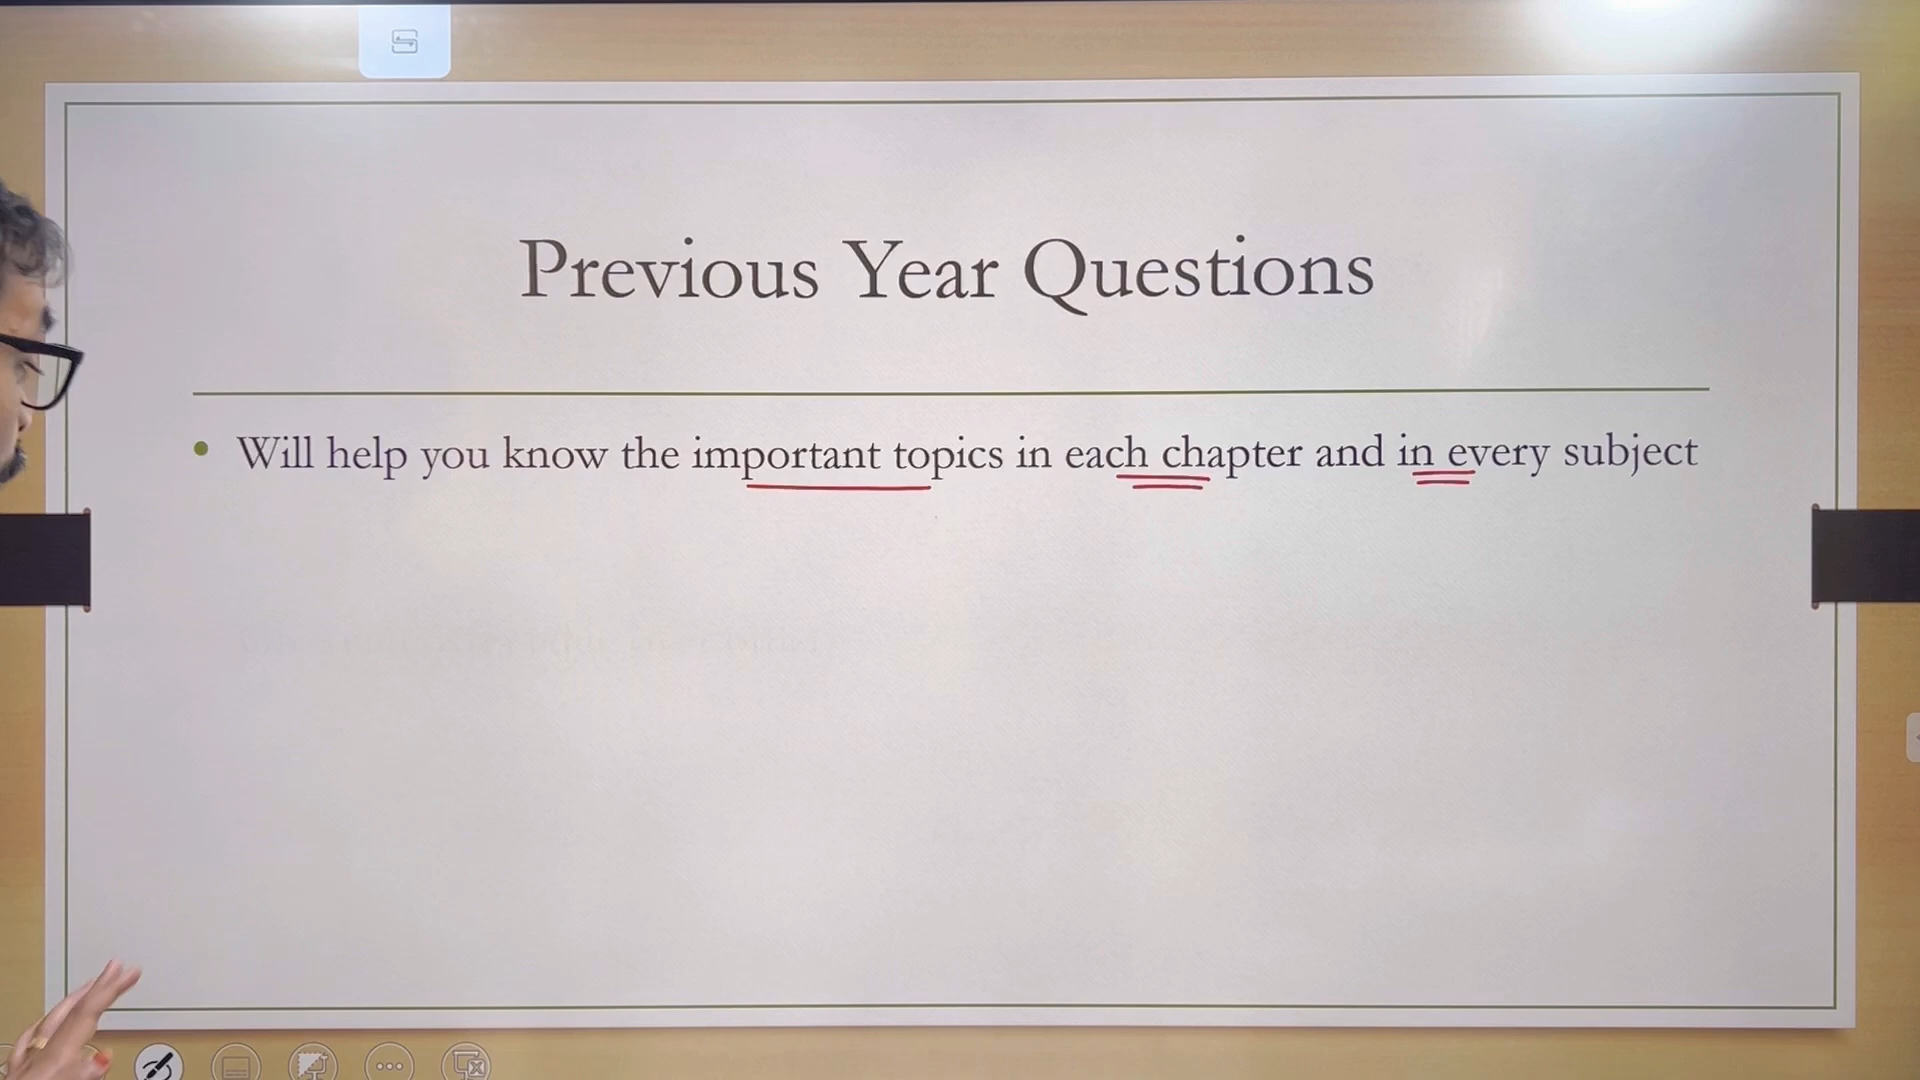 Previous Year Questions
• Will help you know the important topics in each chapter and in every subject